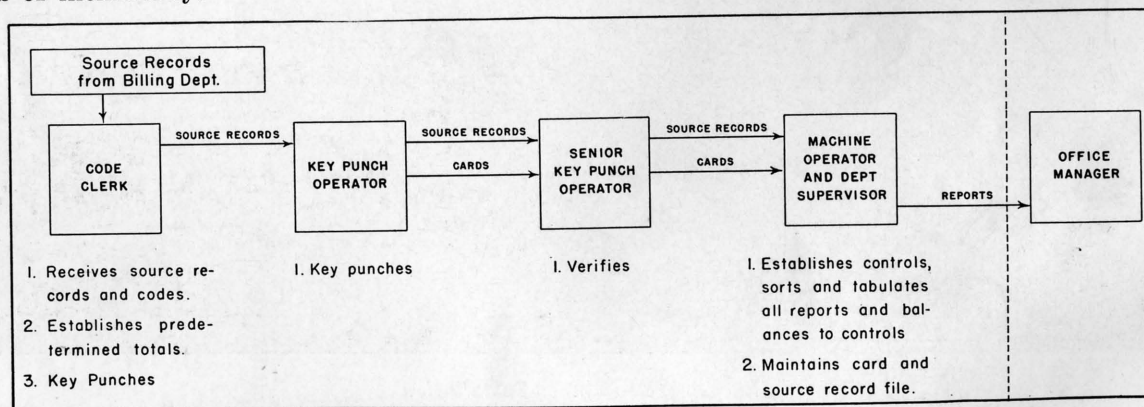 Source Records
from Billing Dept.
CODE
CLERK
SOURCE RECORDS
KEY PUNCH
OPERATOR
SOURCE RECORDS
CARDS
SENIOR
KEY PUNCH
OPERATOR
SOURCE RECORDS
CARDS
MACHINE
OPERATOR
AND DEPT
SUPERVISOR
REPORTS
OFFICE
MANAGER
1. Receives source re-
cords and codes.
2. Establishes prede-
termined totals.
3. Key Punches
1. Key punches
1. Verifies
1. Establishes controls,
sorts and tabulates
all reports and bal-
ances to controls
2. Maintains card and
source record file.